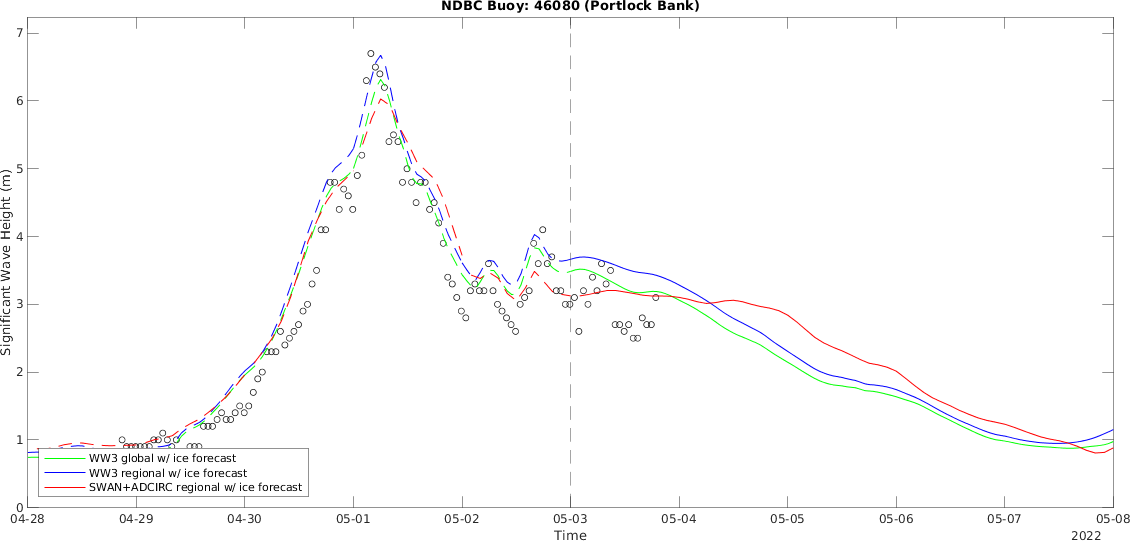 NDBC Buoy: 46080 (Portlock Bank)
7
6
5
4
3
2
1
0
Significant Wave Height (m)
WW3 global w/ ice forecast
WW3 regional w/ ice forecast
SWAN+ADCIRC regional w/ ice forecast
04-28 04-29 04-30 05-01 05-02 05-03 05-04 05-05 05-06 05-07 05-08
Time
2022